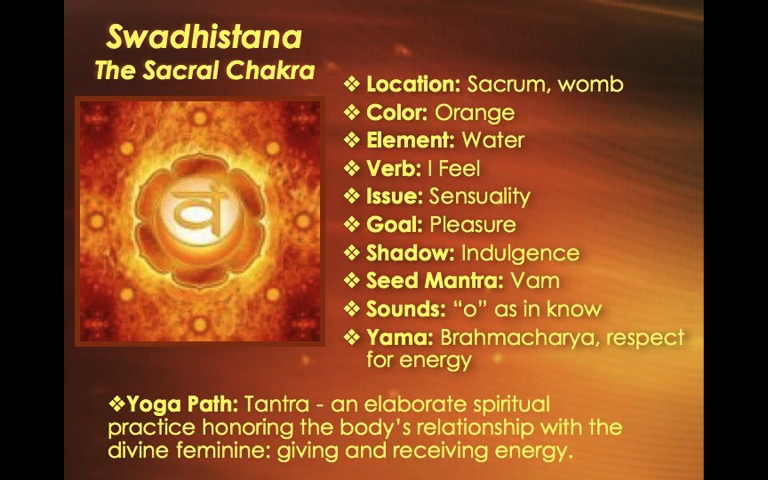 Swadhistana
The Sacral Chakra
वं
❖ Location: Sacrum, womb
❖ Color: Orange
❖ Element: Water
❖ Verb: I Feel
❖ Issue: Sensuality
❖ Goal: Pleasure
❖ Shadow: Indulgence
❖ Seed Mantra: Vam
❖ Sounds: “o” as in know
❖ Yama: Brahmacharya, respect
for energy
❖Yoga Path: Tantra - an elaborate spiritual
practice honoring the body’s relationship with the
divine feminine: giving and receiving energy.